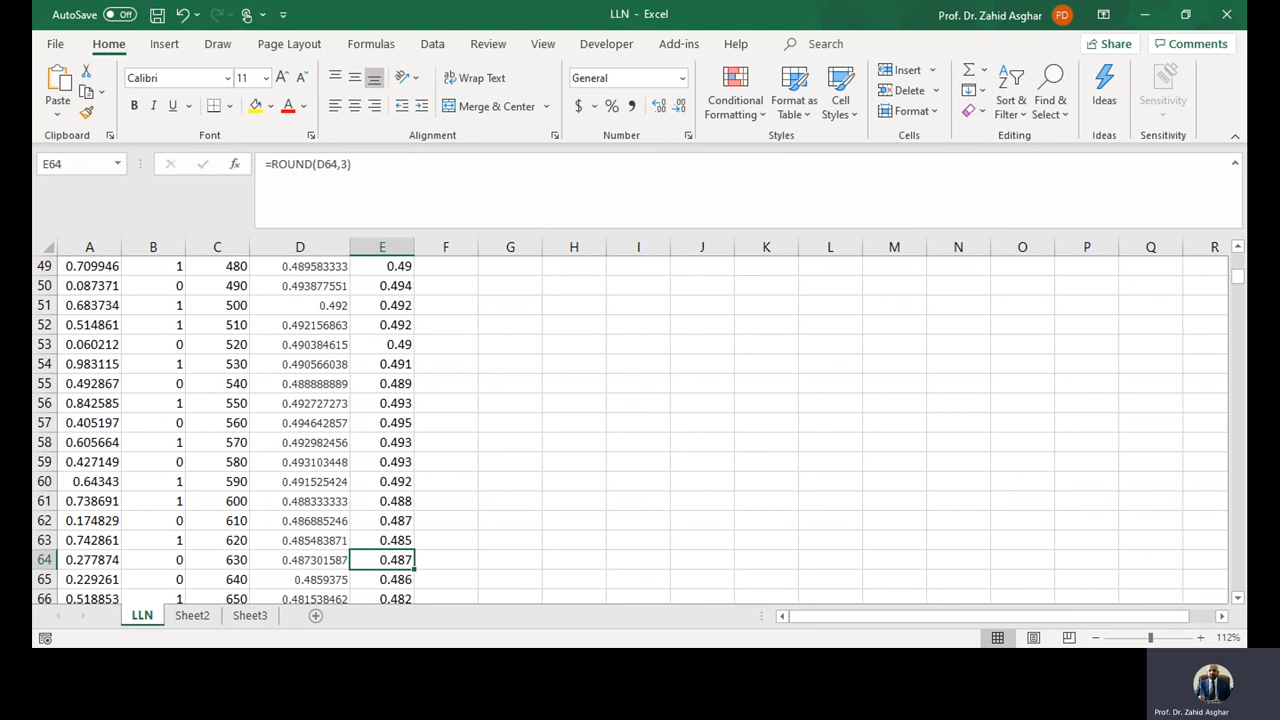 AutoSave Off LLN - Excel Prof. Dr. Zahid Asghar PD
File Home Insert Draw Page Layout Formulas Data Review View Developer Add-ins Help Search Share Comments
Paste Calibri 11 A A Wrap Text General Conditional Formatting Format as Table Cell Styles Insert Delete Format Sort & Filter Find & Select Ideas Sensitivity
B I U A Merge & Center $ % ,
Clipboard Font Alignment Number Styles Cells Editing Ideas Sensitivity
E64 fx =ROUND(D64,3)
A B C D E F G H I J K L M N O P Q R
49 0.709946 1 480 0.489583333 0.49
50 0.087371 0 490 0.493877551 0.494
51 0.683734 1 500 0.492 0.492
52 0.514861 1 510 0.492156863 0.492
53 0.060212 0 520 0.490384615 0.49
54 0.983115 1 530 0.490566038 0.491
55 0.492867 0 540 0.488888889 0.489
56 0.842585 1 550 0.492727273 0.493
57 0.405197 0 560 0.494642857 0.495
58 0.605664 1 570 0.492982456 0.493
59 0.427149 0 580 0.493103448 0.493
60 0.64343 1 590 0.491525424 0.492
61 0.738691 1 600 0.488333333 0.488
62 0.174829 0 610 0.486885246 0.487
63 0.742861 1 620 0.485483871 0.485
64 0.277874 0 630 0.487301587 0.487
65 0.229261 0 640 0.4859375 0.486
66 0.518853 1 650 0.481538462 0.482
LLN Sheet2 Sheet3
112%
Prof. Dr. Zahid Asghar